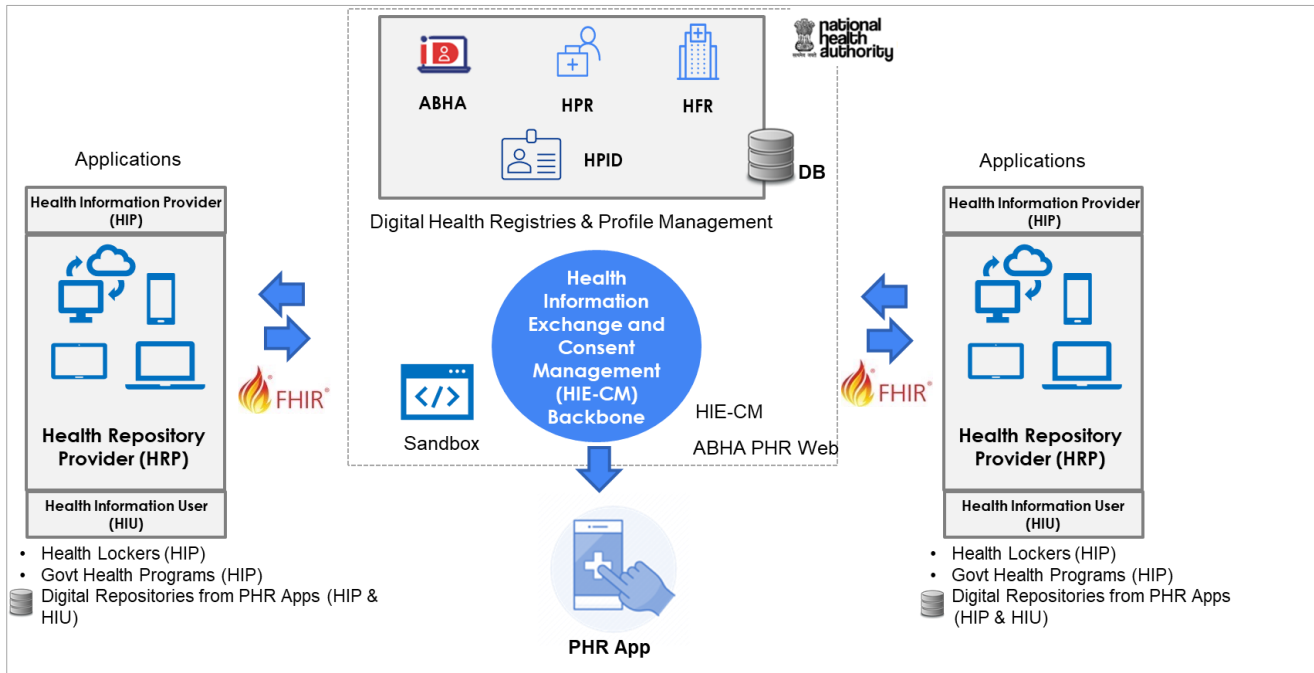 national
health
authority
ABHA
HPR
HFR
HPID
DB
Digital Health Registries & Profile Management
Applications
Health Information Provider
(HIP)
Health Repository
Provider (HRP)
Health Information User
(HIU)
• Health Lockers (HIP)
• Govt Health Programs (HIP)
Digital Repositories from PHR Apps (HIP &
HIU)
FHIR®
Health
Information
Exchange and
Consent
Management
(HIE-CM)
Backbone
</>
Sandbox
HIE-CM
ABHA PHR Web
PHR App
FHIR®
Applications
Health Information Provider
(HIP)
Health Repository
Provider (HRP)
Health Information User
(HIU)
• Health Lockers (HIP)
• Govt Health Programs (HIP)
Digital Repositories from PHR Apps
(HIP & HIU)